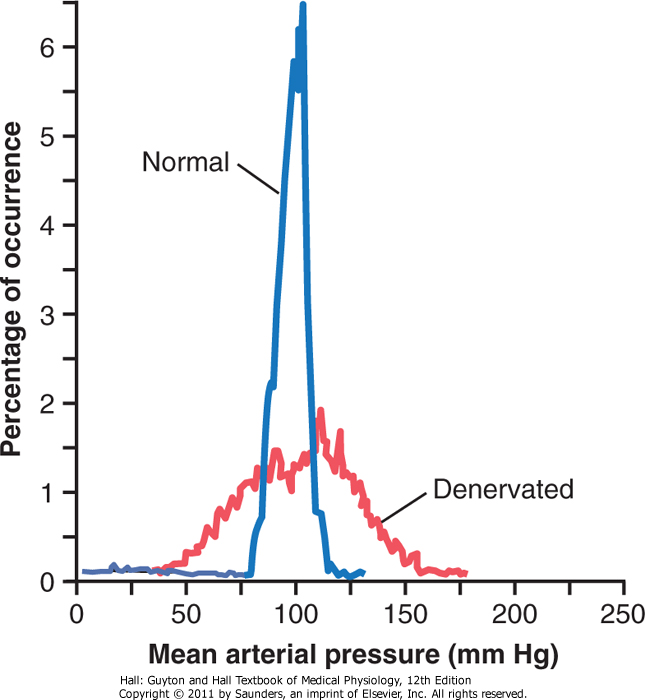 Percentage of occurrence
6
5
4
3
2
1
0
Normal
Denervated
0 50 100 150 200 250
Mean arterial pressure (mm Hg)
Hall: Guyton and Hall Textbook of Medical Physiology, 12th Edition
Copyright © 2011 by Saunders, an imprint of Elsevier, Inc. All rights reserved.